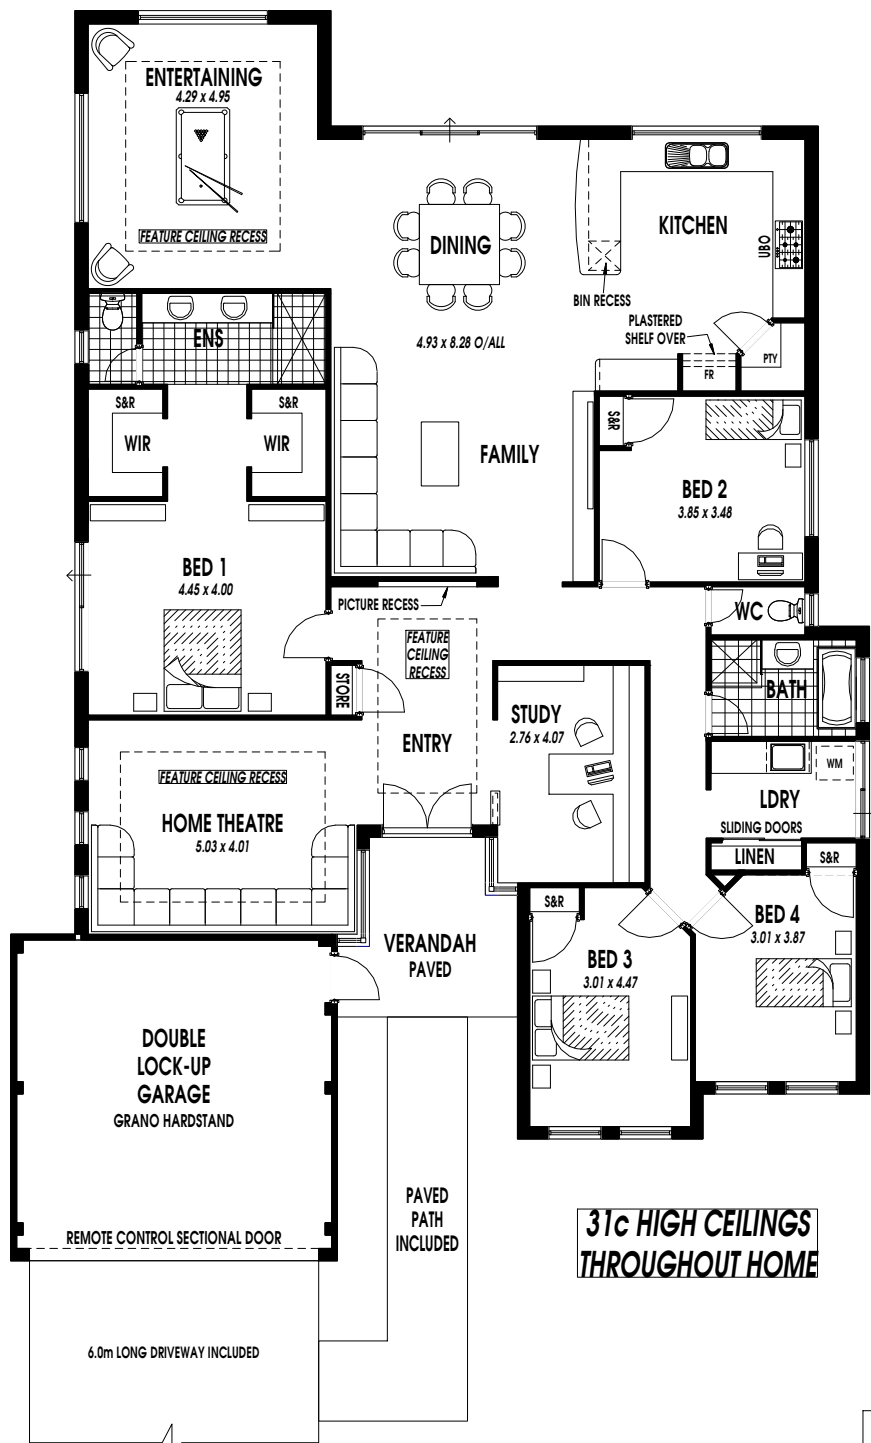 ENTERTAINING
4.29 x 4.95
FEATURE CEILING RECESS
DINING
KITCHEN
UBO
BIN RECESS
PLASTERED
SHELF OVER
FR
PTY
4.93 x 8.28 O/ALL
ENS
S&R
WIR
S&R
WIR
FAMILY
S&R
BED 2
3.85 x 3.48
BED 1
4.45 x 4.00
PICTURE RECESS
FEATURE
CEILING
RECESS
WC
STORE
BATH
STUDY
2.76 x 4.07
ENTRY
FEATURE CEILING RECESS
HOME THEATRE
5.03 x 4.01
WM
LDRY
SLIDING DOORS
LINEN
S&R
S&R
BED 4
3.01 x 3.87
BED 3
3.01 x 4.47
VERANDAH
PAVED
DOUBLE
LOCK-UP
GARAGE
GRANO HARDSTAND
REMOTE CONTROL SECTIONAL DOOR
PAVED
PATH
INCLUDED
31c HIGH CEILINGS
THROUGHOUT HOME
6.0m LONG DRIVEWAY INCLUDED